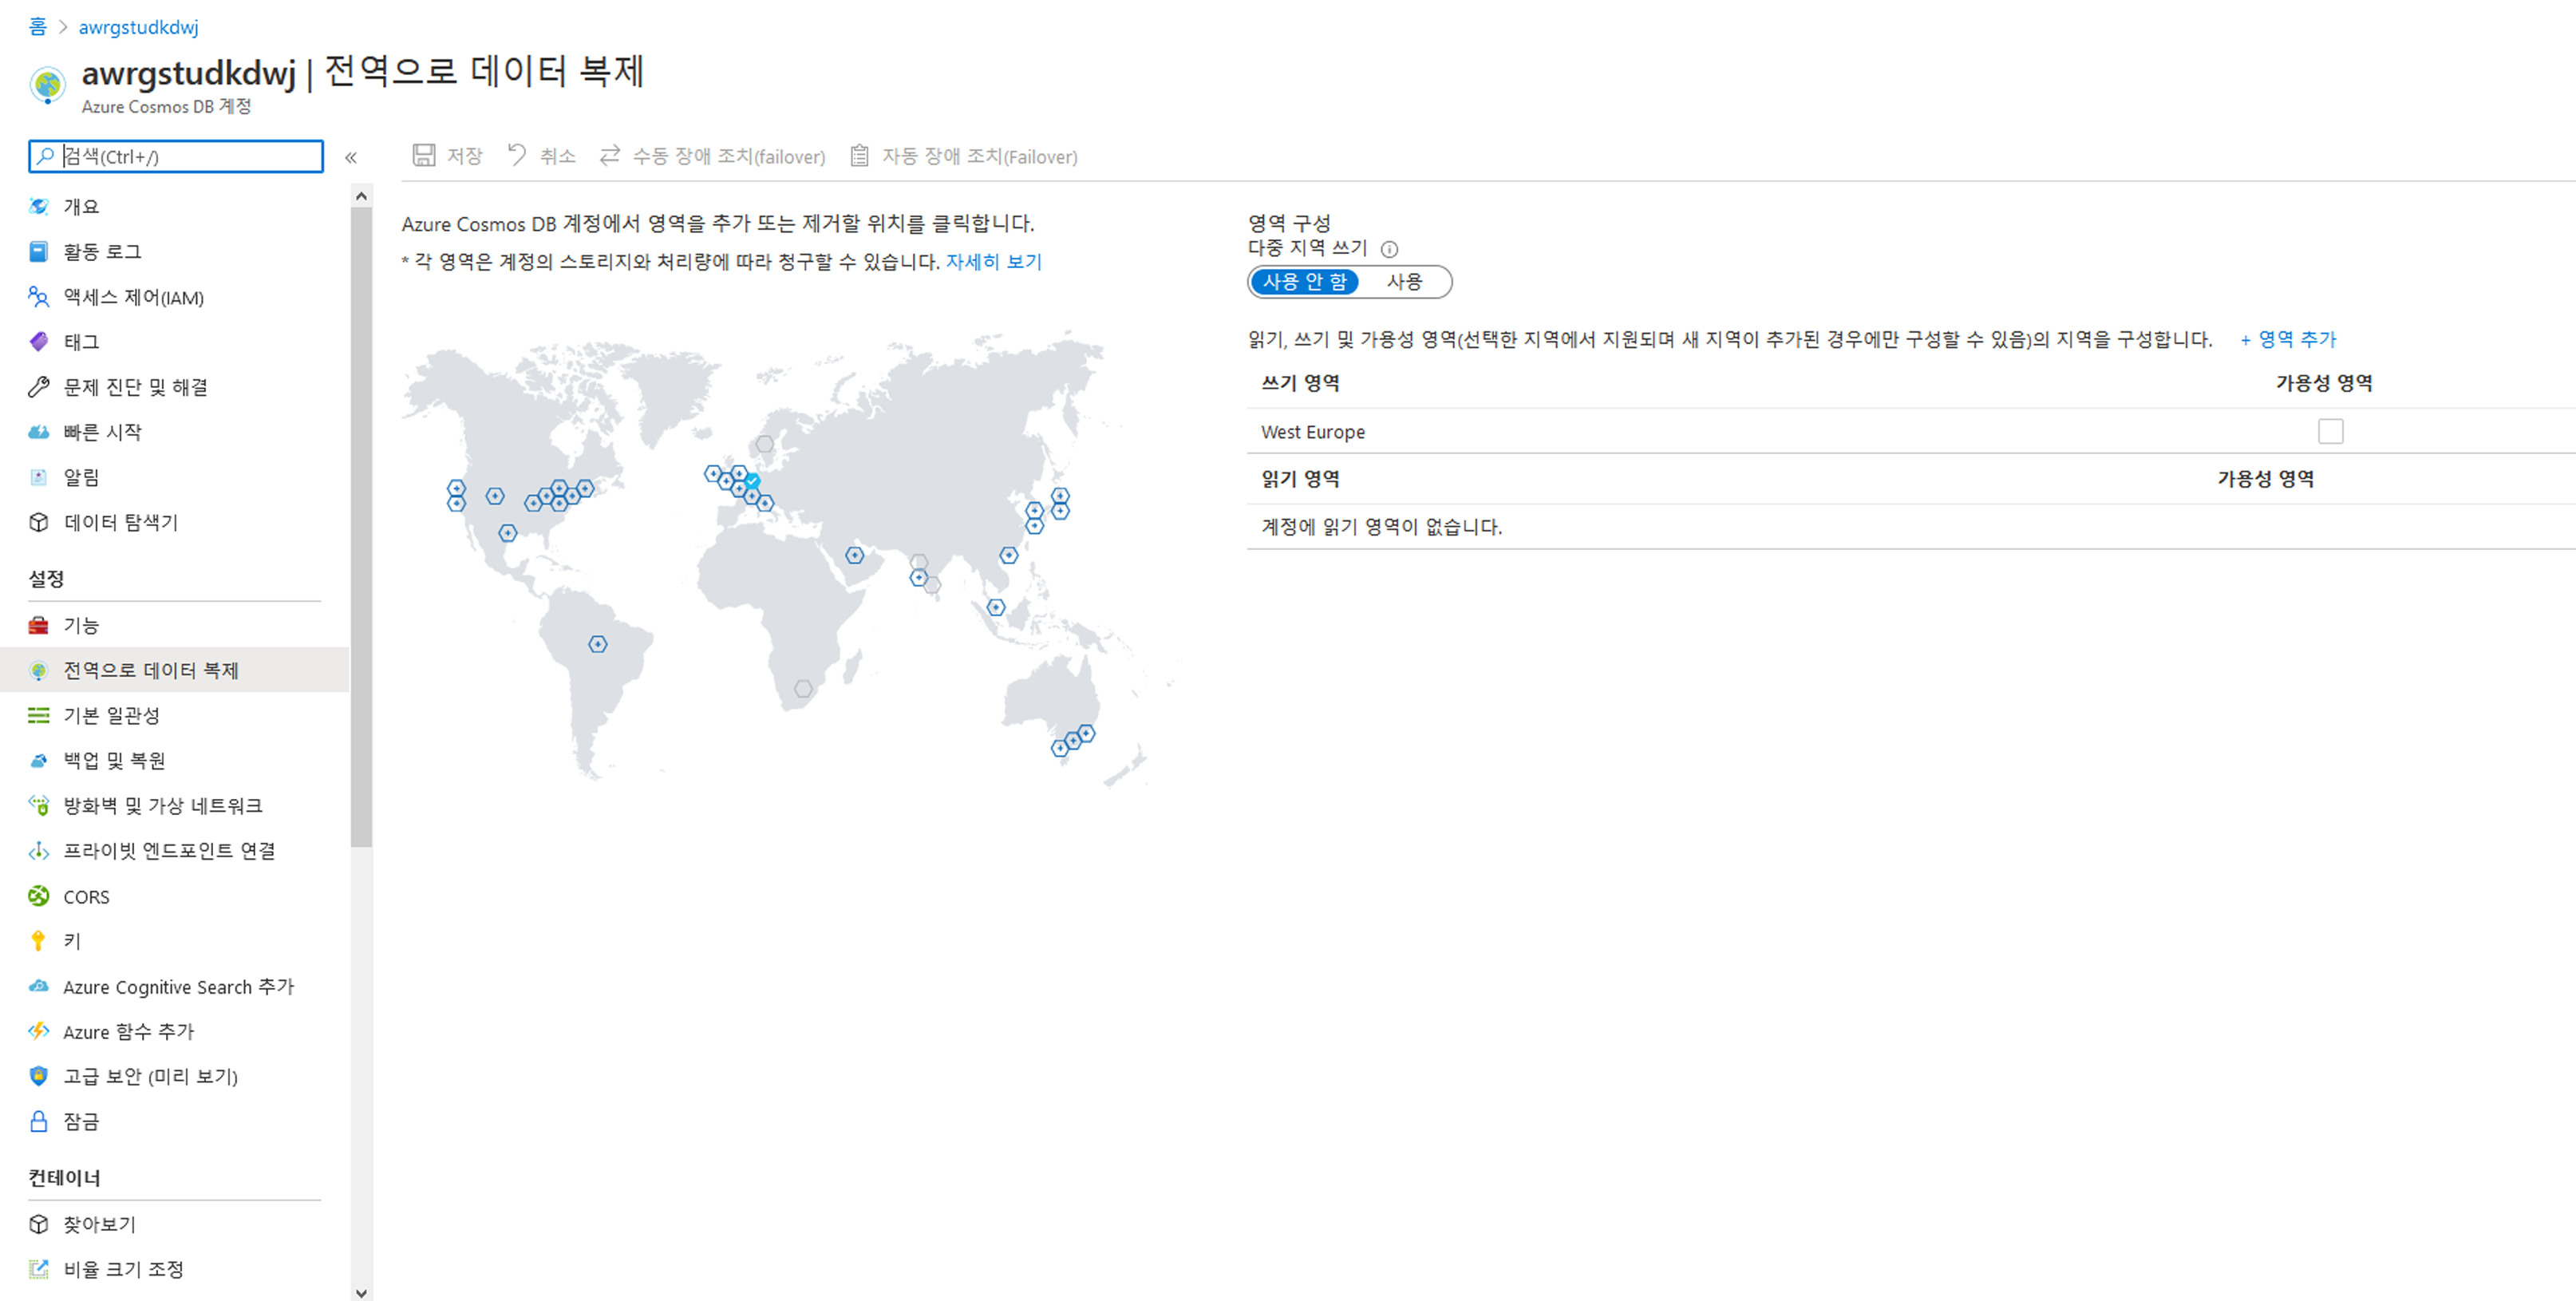 홈 > awrgstudkdwj
awrgstudkdwj | 전역으로 데이터 복제
Azure Cosmos DB 계정
검색(Ctrl+/)
«
개요
활동 로그
액세스 제어(IAM)
태그
문제 진단 및 해결
빠른 시작
알림
데이터 탐색기
설정
기능
전역으로 데이터 복제
기본 일관성
백업 및 복원
방화벽 및 가상 네트워크
프라이빗 엔드포인트 연결
CORS
키
Azure Cognitive Search 추가
Azure 함수 추가
고급 보안 (미리 보기)
잠금
컨테이너
찾아보기
비율 크기 조정
저장 취소 수동 장애 조치(failover) 자동 장애 조치(Failover)
Azure Cosmos DB 계정에서 영역을 추가 또는 제거할 위치를 클릭합니다.
* 각 영역은 계정의 스토리지와 처리량에 따라 청구할 수 있습니다. 자세히 보기
영역 구성
다중 지역 쓰기
사용 안 함 사용
읽기, 쓰기 및 가용성 영역(선택한 지역에서 지원되며 새 지역이 추가된 경우에만 구성할 수 있음)의 지역을 구성합니다. + 영역 추가
쓰기 영역 가용성 영역
West Europe
읽기 영역 가용성 영역
계정에 읽기 영역이 없습니다.